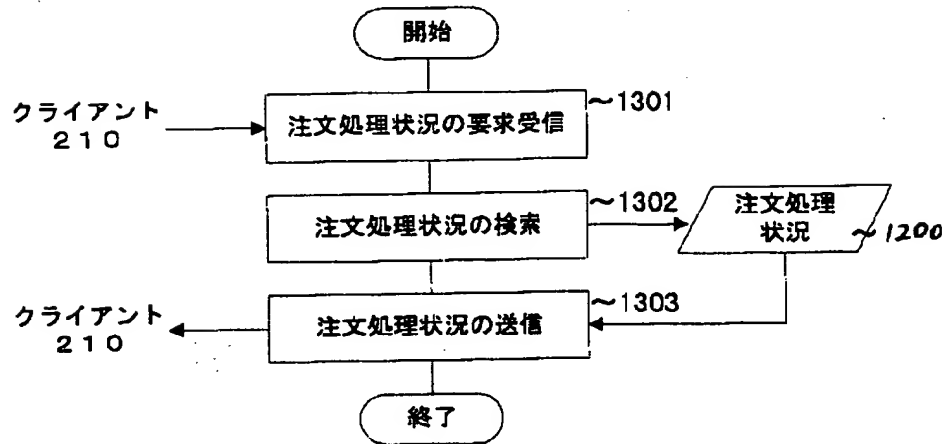 開始
クライアント
210
注文処理状況の要求受信
～1301
注文処理状況の検索
～1302
注文処理
状況
～1200
クライアント
210
注文処理状況の送信
～1303
終了